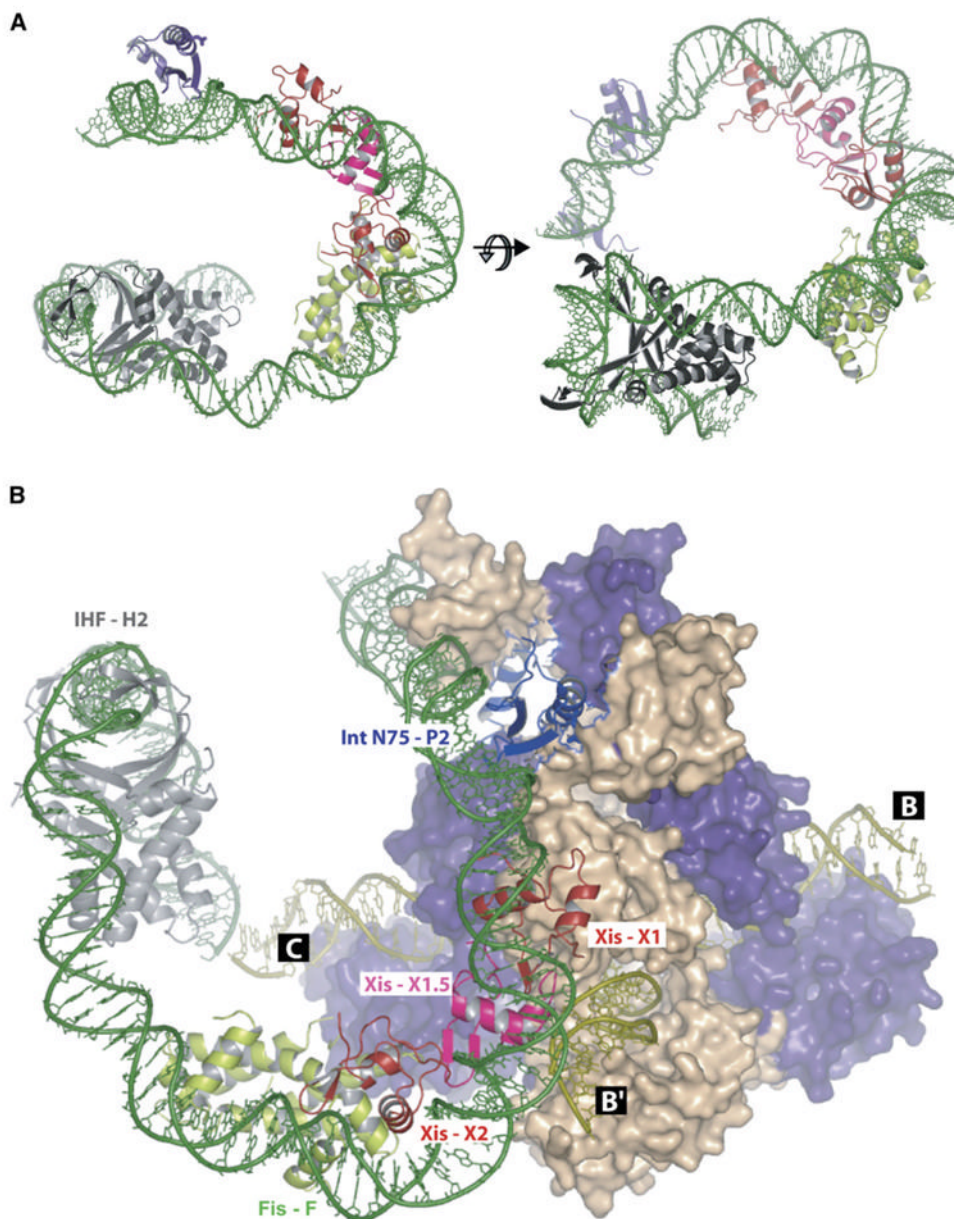 A
B
IHF - H2
Int N75 - P2
B
C
Xis - X1
Xis - X1.5
B'
Xis - X2
Fis - F